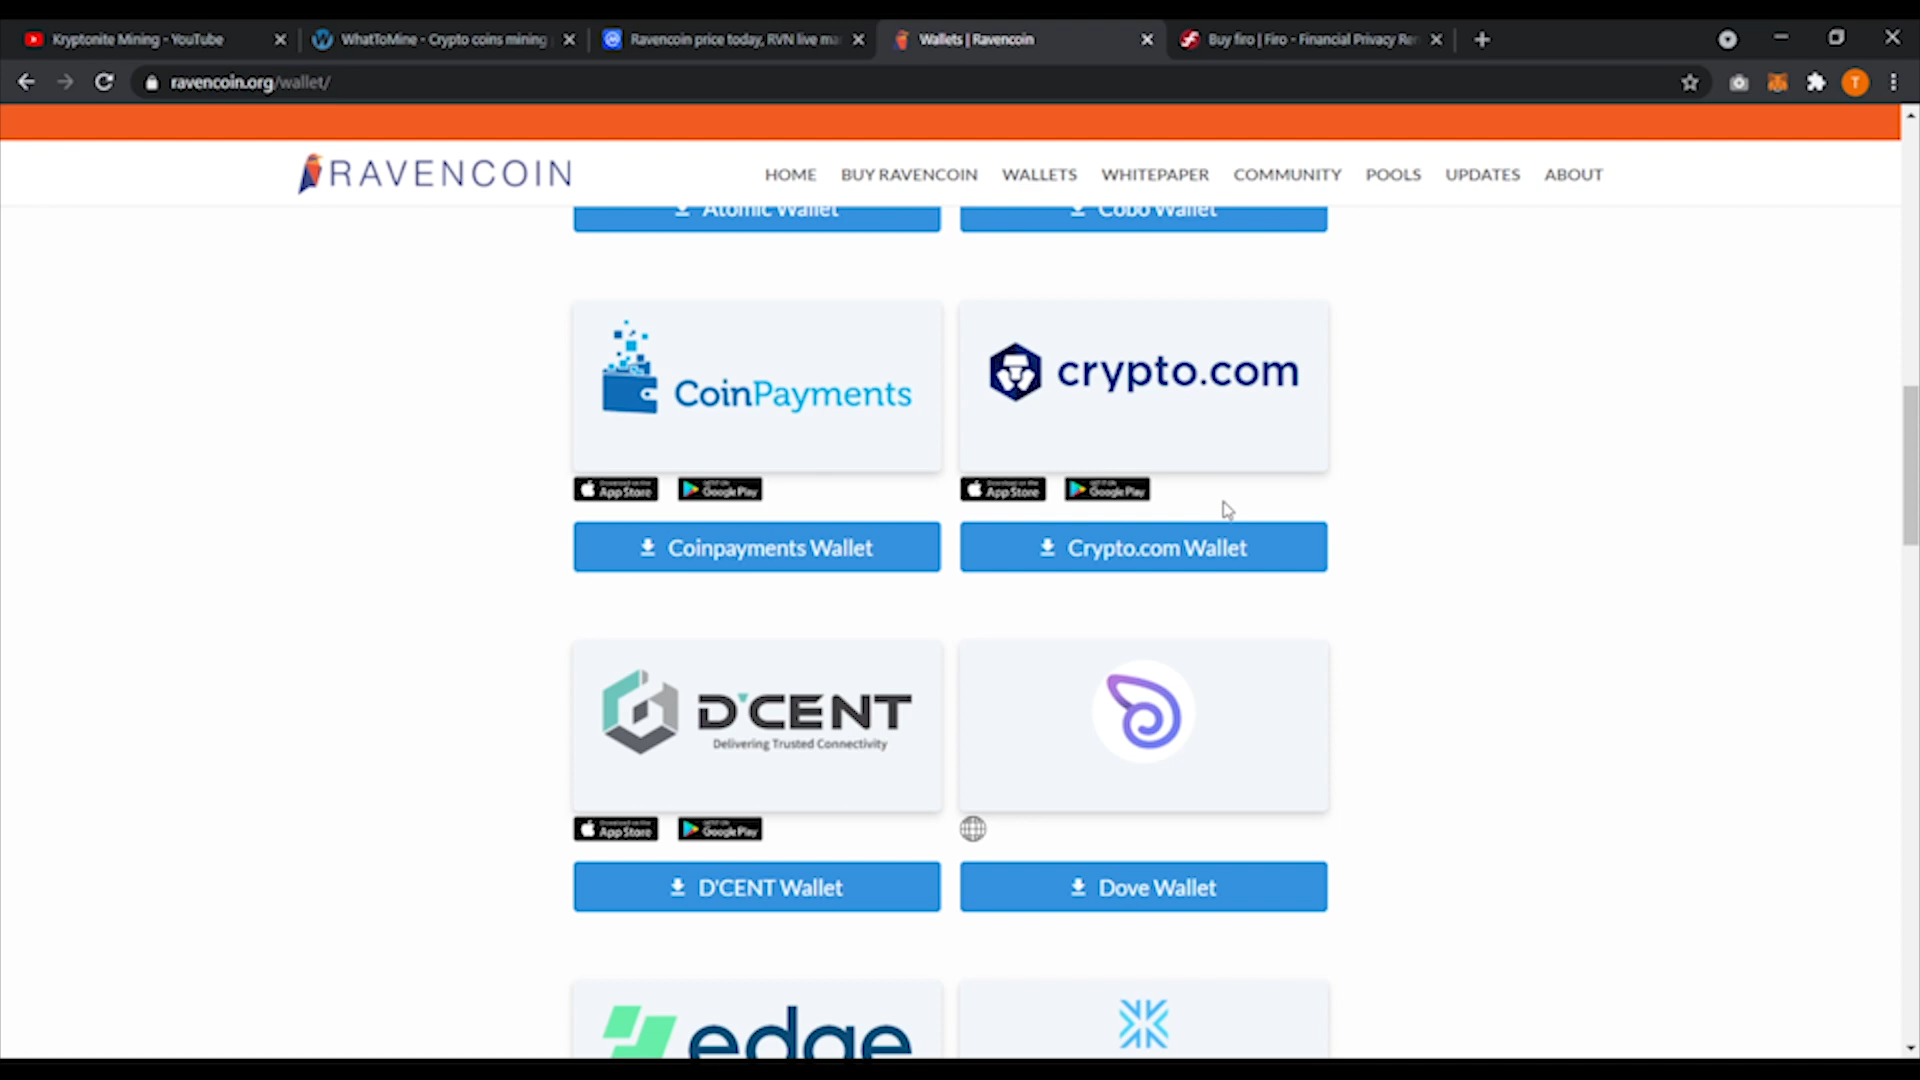 Kryptonite Mining - YouTube
WhatToMine - Crypto coins mining
Ravencoin price today, RVN live ma
Wallets | Ravencoin
Buy firo | Firo - Financial Privacy Re
ravencoin.org/wallet/
T
RAVENCOIN
HOME
BUY RAVENCOIN
WALLETS
WHITEPAPER
COMMUNITY
POOLS
UPDATES
ABOUT
Atomic Wallet
Cobo Wallet
CoinPayments
crypto.com
App Store
Google Play
App Store
Google Play
Coinpayments Wallet
Crypto.com Wallet
D'CENT
Delivering Trusted Connectivity
App Store
Google Play
D'CENT Wallet
Dove Wallet
edge